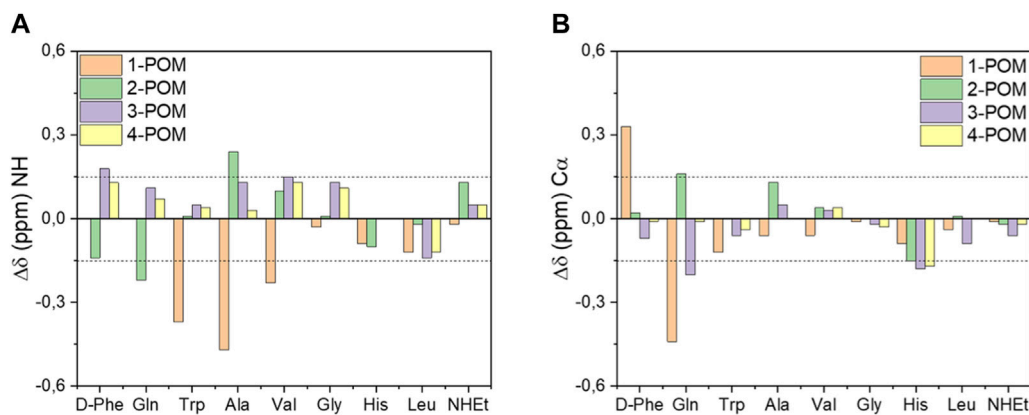 A
Δδ (ppm) NH
0,6
0,3
0,0
-0,3
-0,6
1-POM
2-POM
3-POM
4-POM
D-Phe Gln Trp Ala Val Gly His Leu NHEt
B
Δδ (ppm) Cα
0,6
0,3
0,0
-0,3
-0,6
1-POM
2-POM
3-POM
4-POM
D-Phe Gln Trp Ala Val Gly His Leu NHEt